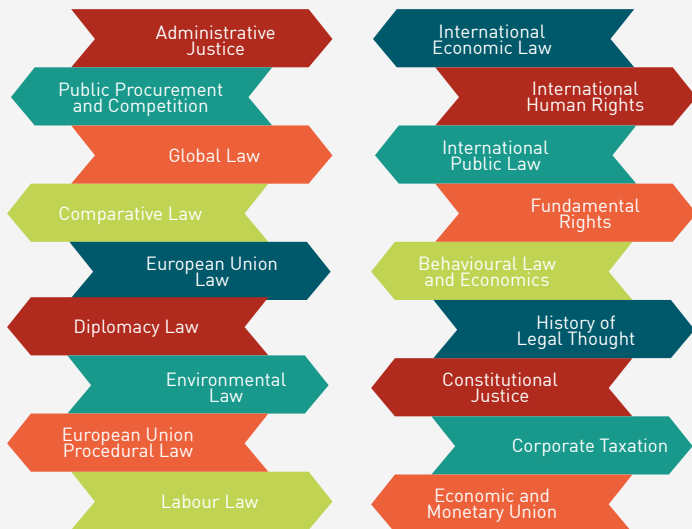 Administrative
Justice
Public Procurement
and Competition
Global Law
Comparative Law
European Union
Law
Diplomacy Law
Environmental
Law
European Union
Procedural Law
Labour Law
International
Economic Law
International
Human Rights
International
Public Law
Fundamental
Rights
Behavioural Law
and Economics
History of
Legal Thought
Constitutional
Justice
Corporate Taxation
Economic and
Monetary Union